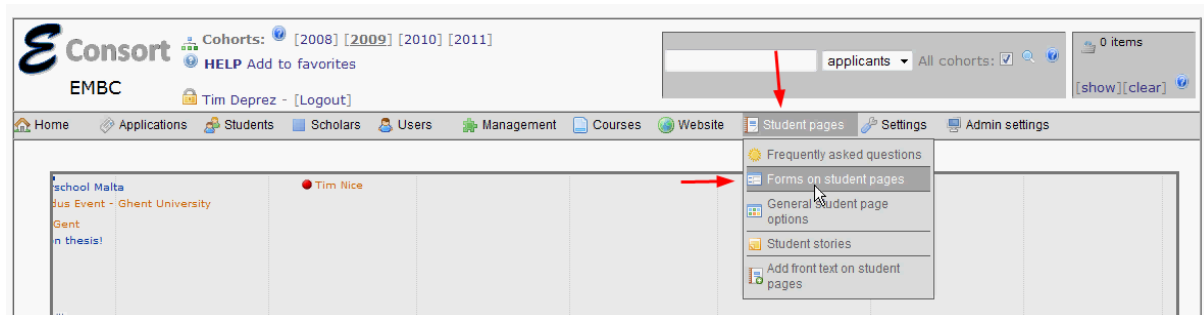 E Consort
EMBC
Cohorts: [2008] [2009] [2010] [2011]
HELP Add to favorites
Tim Deprez - [Logout]
applicants All cohorts:
0 items
[show][clear]
Home Applications Students Scholars Users Management Courses Website Student pages Settings Admin settings
Frequently asked questions
Forms on student pages
General student page
options
Student stories
Add front text on student
pages
school Malta
dus Event - Ghent University
Gent
n thesis!
Tim Nice